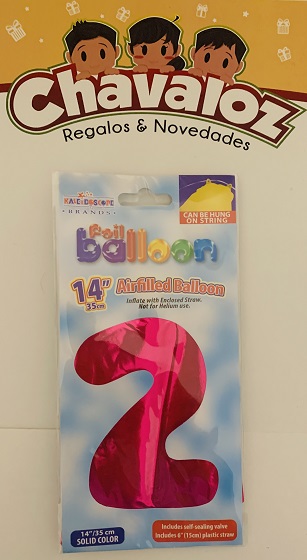 Chavaloz
Regalos & Novedades
KALEIDOSCOPE
BRANDS
CAN BE HUNG
ON STRING
foil
balloon
14"
35cm
Airfilled Balloon
Inflate with Enclosed Straw.
Not for Helium use.
2
14"/35 cm
SOLID COLOR
Includes self-sealing valve
Includes 6" (15cm) plastic straw